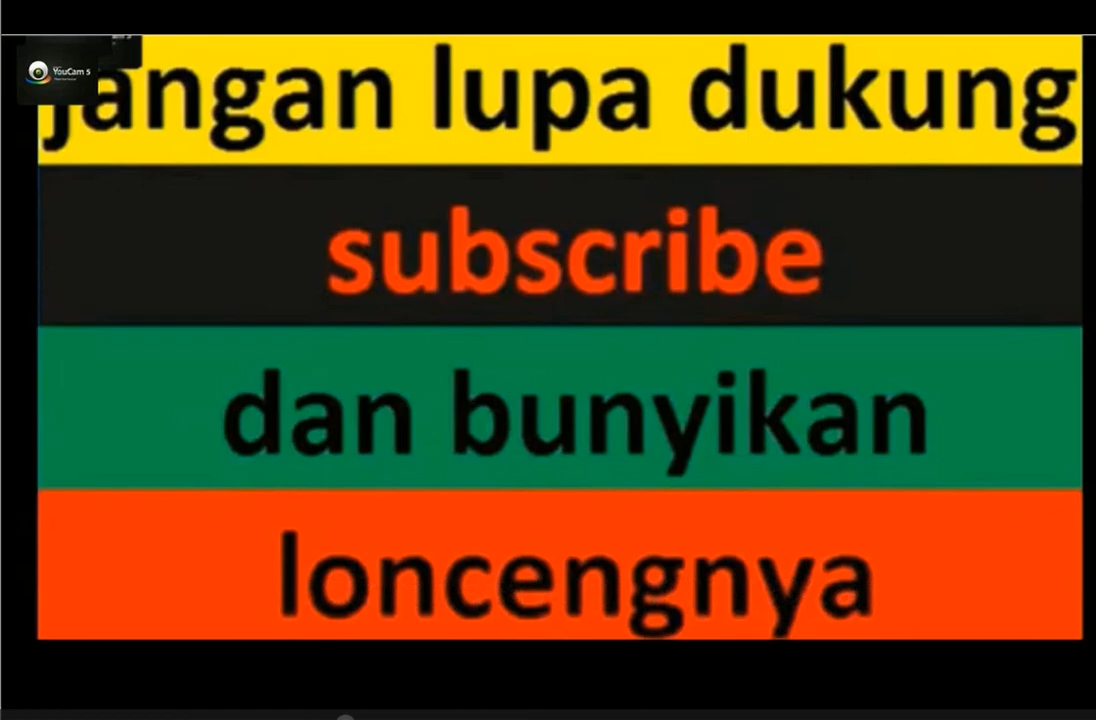 YouCam 5
jangan lupa dukung
subscribe
dan bunyikan
loncengnya